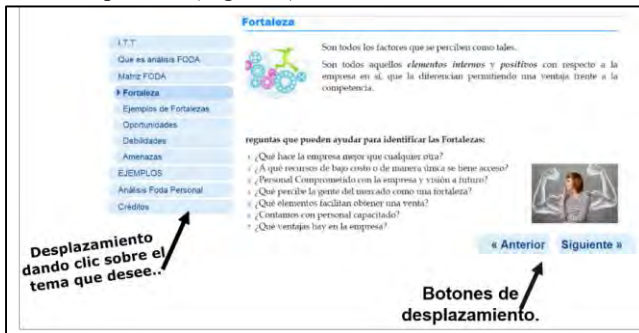 Fortaleza
I.T.T
Que es análisis FODA
Matriz FODA
Fortaleza
Ejemplos de Fortalezas
Oportunidades
Debilidades
Amenazas
EJEMPLOS
Análisis Foda Personal
Créditos
Son todos los factores que se perciben como tales.
Son todos aquellos elementos internos y positivos con respecto a la
empresa en sí, que la diferencian permitiendo una ventaja frente a la
competencia.
reguntas que pueden ayudar para identificar las Fortalezas:
¿Qué hace la empresa mejor que cualquier otra?
¿A qué recursos de bajo costo o de manera única se tiene acceso?
¿Personal Comprometido con la empresa y visión a futuro?
¿Qué percibe la gente del mercado como una fortaleza?
¿Qué elementos facilitan obtener una venta?
¿Contamos con personal capacitado?
¿Qué ventajas hay en la empresa?
« Anterior Siguiente »
Desplazamiento
dando clic sobre el
tema que desee..
Botones de
desplazamiento.